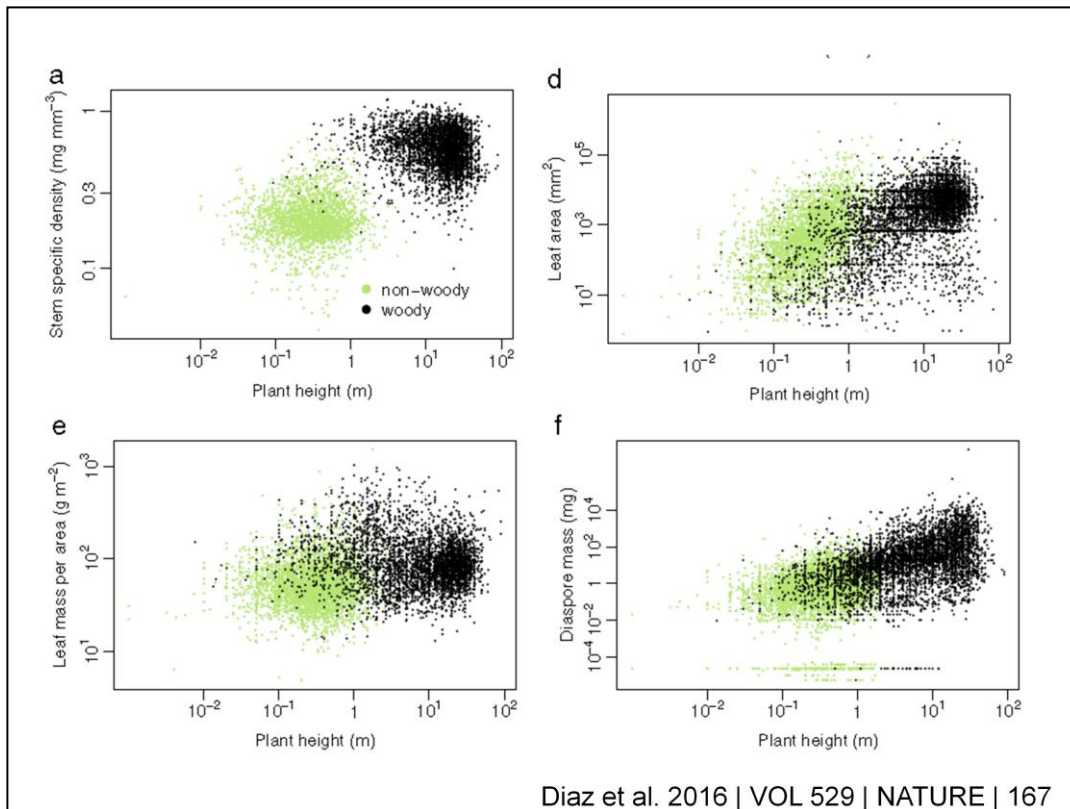 a
Stem specific density (mg mm⁻³)
1
0.3
0.1
non−woody
woody
10⁻² 10⁻¹ 1 10¹ 10²
Plant height (m)
d
Leaf area (mm²)
10⁵
10³
10¹
10⁻² 10⁻¹ 1 10¹ 10²
Plant height (m)
e
Leaf mass per area (g m⁻²)
10³
10²
10¹
10⁻² 10⁻¹ 1 10¹ 10²
Plant height (m)
f
Diaspore mass (mg)
10⁴
10²
1
10⁻²
10⁻⁴
10⁻² 10⁻¹ 1 10¹ 10²
Plant height (m)
Diaz et al. 2016 | VOL 529 | NATURE | 167